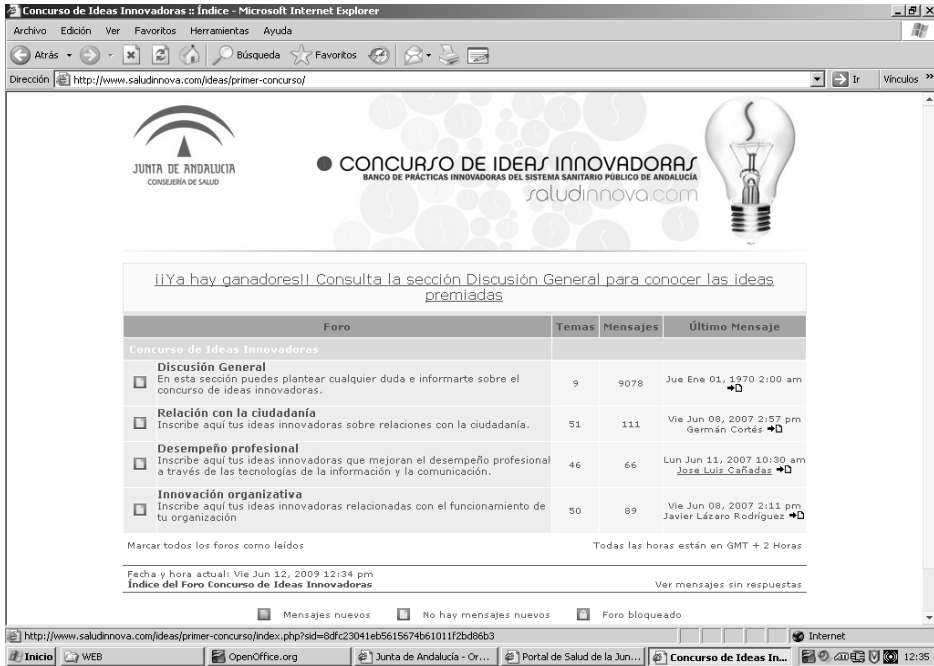 Concurso de Ideas Innovadoras :: Índice - Microsoft Internet Explorer
Archivo Edición Ver Favoritos Herramientas Ayuda
Atrás Búsqueda Favoritos
Dirección http://www.saludinnova.com/ideas/primer-concurso/ Ir Vínculos »
JUNTA DE ANDALUCIA
CONSEJERÍA DE SALUD
CONCURSO DE IDEAS INNOVADORAS
BANCO DE PRÁCTICAS INNOVADORAS DEL SISTEMA SANITARIO PÚBLICO DE ANDALUCÍA
saludinnova.com
¡¡Ya hay ganadores!! Consulta la sección Discusión General para conocer las ideas
premiadas
Foro Temas Mensajes Último Mensaje
Concurso de Ideas Innovadoras
Discusión General
En esta sección puedes plantear cualquier duda e informarte sobre el
concurso de ideas innovadoras.
9 9078 Jue Ene 01, 1970 2:00 am
Relación con la ciudadanía
Inscribe aquí tus ideas innovadoras sobre relaciones con la ciudadanía.
51 111 Vie Jun 08, 2007 2:57 pm
Germán Cortés
Desempeño profesional
Inscribe aquí tus ideas innovadoras que mejoran el desempeño profesional
a través de las tecnologías de la información y la comunicación.
46 66 Lun Jun 11, 2007 10:30 am
Jose Luis Cañadas
Innovación organizativa
Inscribe aquí tus ideas innovadoras relacionadas con el funcionamiento de
tu organización
50 89 Vie Jun 08, 2007 2:11 pm
Javier Lázaro Rodríguez
Marcar todos los foros como leídos Todas las horas están en GMT + 2 Horas
Fecha y hora actual: Vie Jun 12, 2009 12:34 pm
Índice del Foro Concurso de Ideas Innovadoras Ver mensajes sin respuestas
Mensajes nuevos No hay mensajes nuevos Foro bloqueado
http://www.saludinnova.com/ideas/primer-concurso/index.php?sid=8dfc23041eb5615674b61011f2bd86b3 Internet
Inicio WEB OpenOffice.org Junta de Andalucía - Or... Portal de Salud de la Jun... Concurso de Ideas In... 12:35